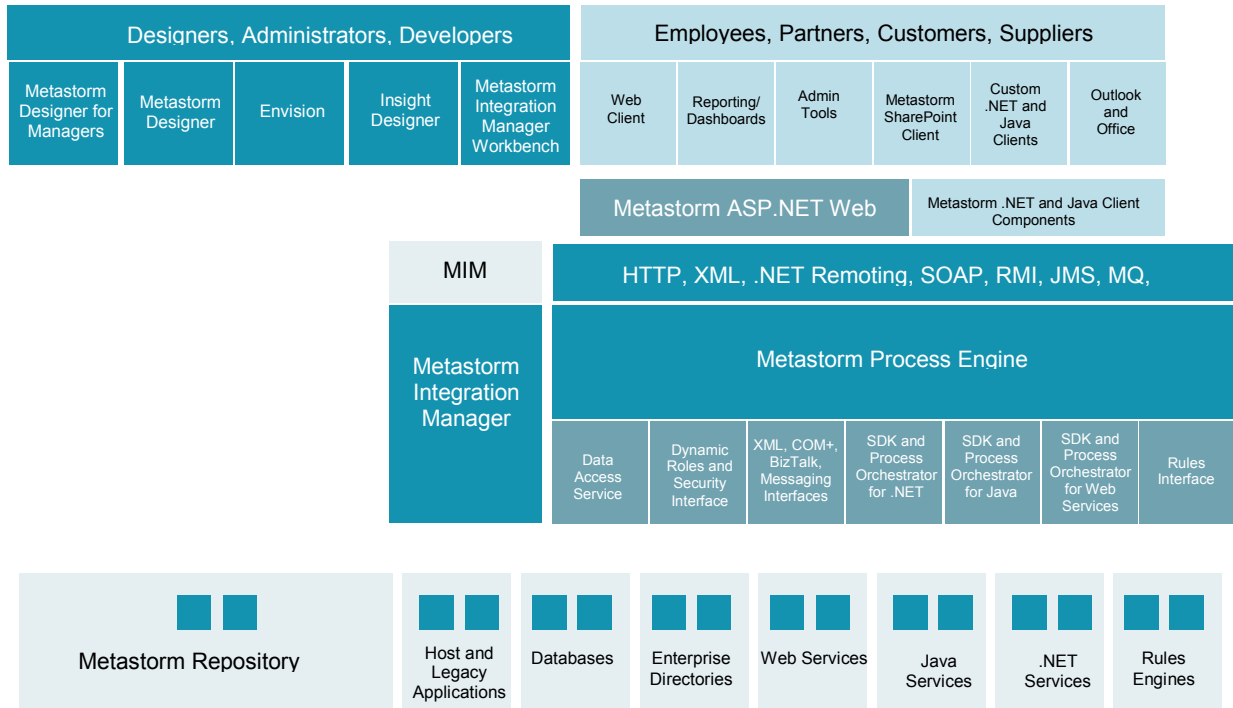 Designers, Administrators, Developers
Metastorm
Designer for
Managers
Metastorm
Designer
Envision
Insight
Designer
Metastorm
Integration
Manager
Workbench
Employees, Partners, Customers, Suppliers
Web
Client
Reporting/
Dashboards
Admin
Tools
Metastorm
SharePoint
Client
Custom
.NET and
Java
Clients
Outlook
and
Office
Metastorm ASP.NET Web
Metastorm .NET and Java Client
Components
MIM
HTTP, XML, .NET Remoting, SOAP, RMI, JMS, MQ,
Metastorm
Integration
Manager
Metastorm Process Engine
Data
Access
Service
Dynamic
Roles and
Security
Interface
XML, COM+,
BizTalk,
Messaging
Interfaces
SDK and
Process
Orchestrator
for .NET
SDK and
Process
Orchestrator
for Java
SDK and
Process
Orchestrator
for Web
Services
Rules
Interface
Metastorm Repository
Host and
Legacy
Applications
Databases
Enterprise
Directories
Web Services
Java
Services
.NET
Services
Rules
Engines